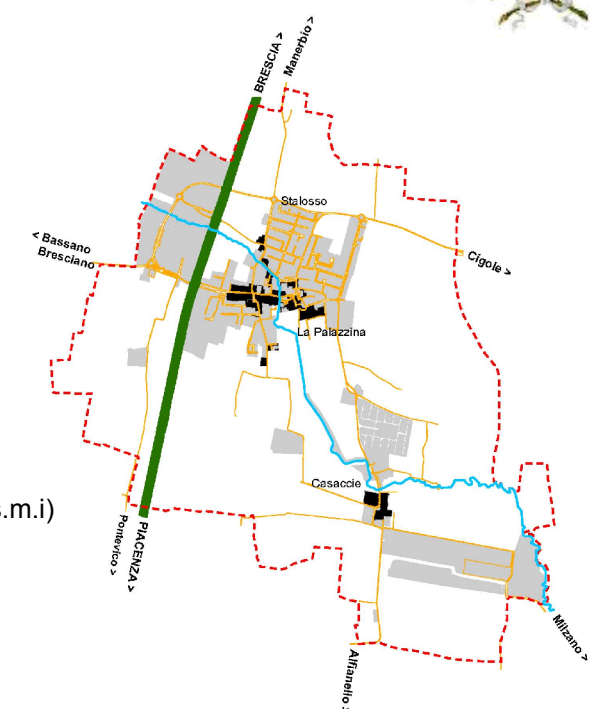 BRESCIA >
Manerbio >
Stalosso
< Bassano
Bresciano
Cigole >
La Palazzina
Casaccie
s.m.i)
Pontevico >
PIACENZA >
Milzano >
Alfianello >